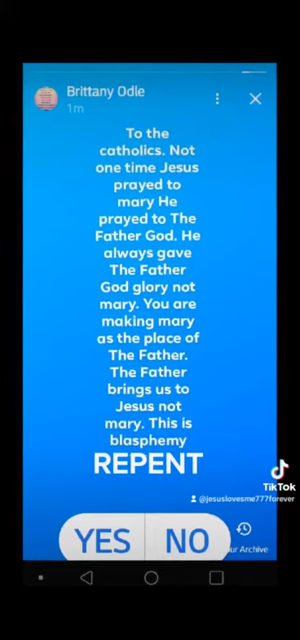 Brittany Odle
1m
To the
catholics. Not
one time Jesus
prayed to
mary He
prayed to The
Father God. He
always gave
The Father
God glory not
mary. You are
making mary
as the place of
The Father.
The Father
brings us to
Jesus not
mary. This is
blasphemy
REPENT
TikTok
@jesuslovesme777forever
YES
NO
ur Archive